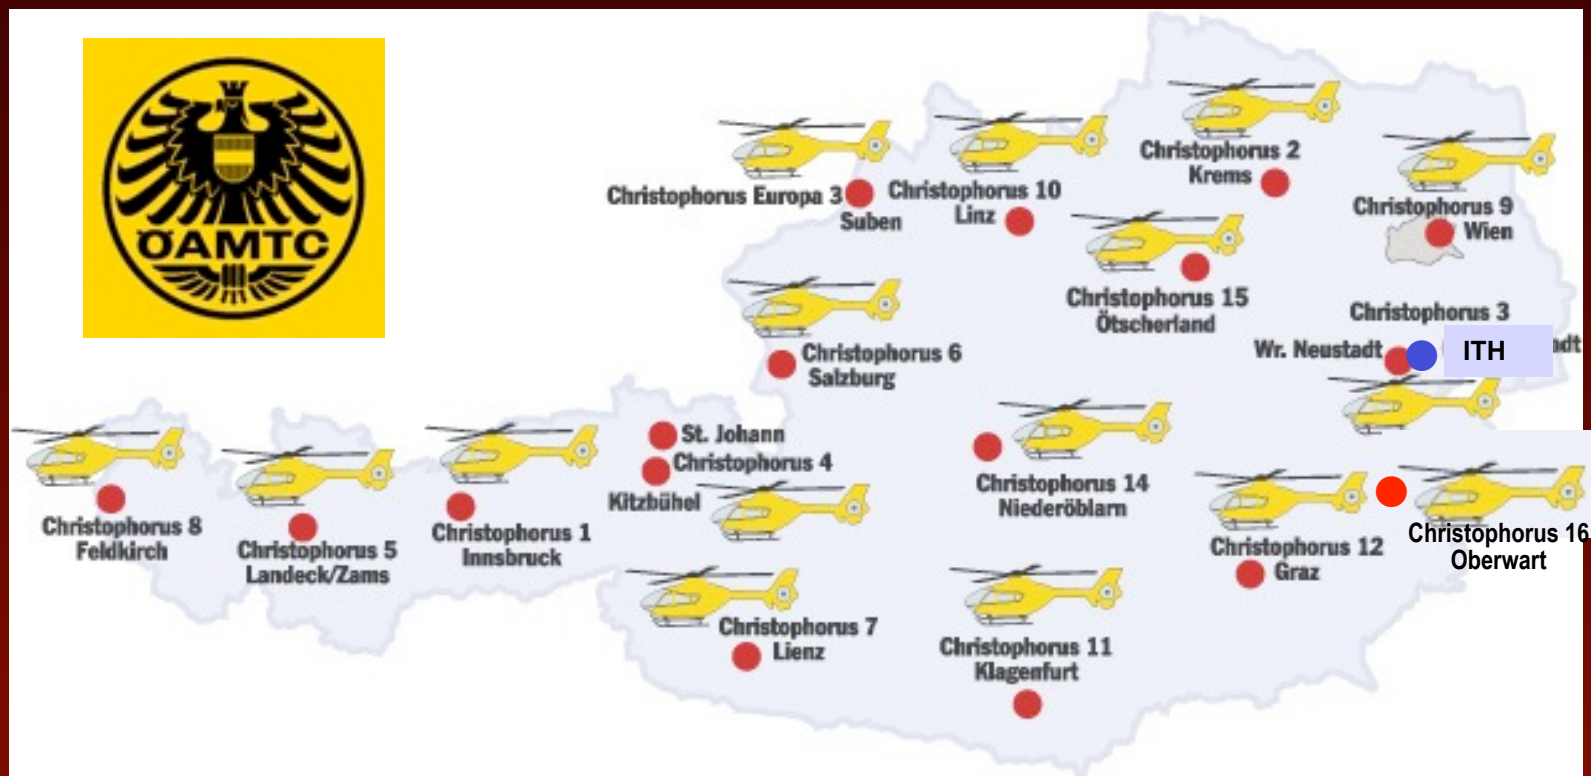 ÖAMTC
Christophorus 2
Krems
Christophorus Europa 3
Suben
Christophorus 10
Linz
Christophorus 9
Wien
Christophorus 15
Ötscherland
Christophorus 3
Wr. Neustadt
ITH
adt
Christophorus 6
Salzburg
St. Johann
Christophorus 4
Kitzbühel
Christophorus 14
Niederöblarn
Christophorus 8
Feldkirch
Christophorus 5
Landeck/Zams
Christophorus 1
Innsbruck
Christophorus 12
Graz
Christophorus 16
Oberwart
Christophorus 7
Lienz
Christophorus 11
Klagenfurt